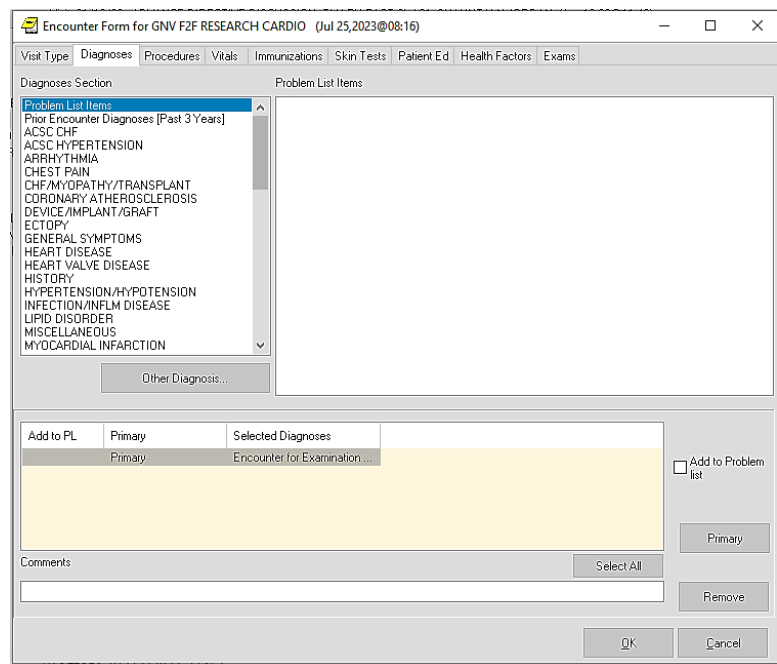 Encounter Form for GNV F2F RESEARCH CARDIO (Jul 25,2023@08:16)
Visit Type Diagnoses Procedures Vitals Immunizations Skin Tests Patient Ed Health Factors Exams
Diagnoses Section
Problem List Items
Problem List Items
Prior Encounter Diagnoses [Past 3 Years]
ACSC CHF
ACSC HYPERTENSION
ARRHYTHMIA
CHEST PAIN
CHF/MYOPATHY/TRANSPLANT
CORONARY ATHEROSCLEROSIS
DEVICE/IMPLANT/GRAFT
ECTOPY
GENERAL SYMPTOMS
HEART DISEASE
HEART VALVE DISEASE
HISTORY
HYPERTENSION/HYPOTENSION
INFECTION/INFLM DISEASE
LIPID DISORDER
MISCELLANEOUS
MYOCARDIAL INFARCTION
Other Diagnosis...
Add to PL Primary Selected Diagnoses
Primary Encounter for Examination ...
Add to Problem
list
Primary
Comments
Select All
Remove
OK Cancel